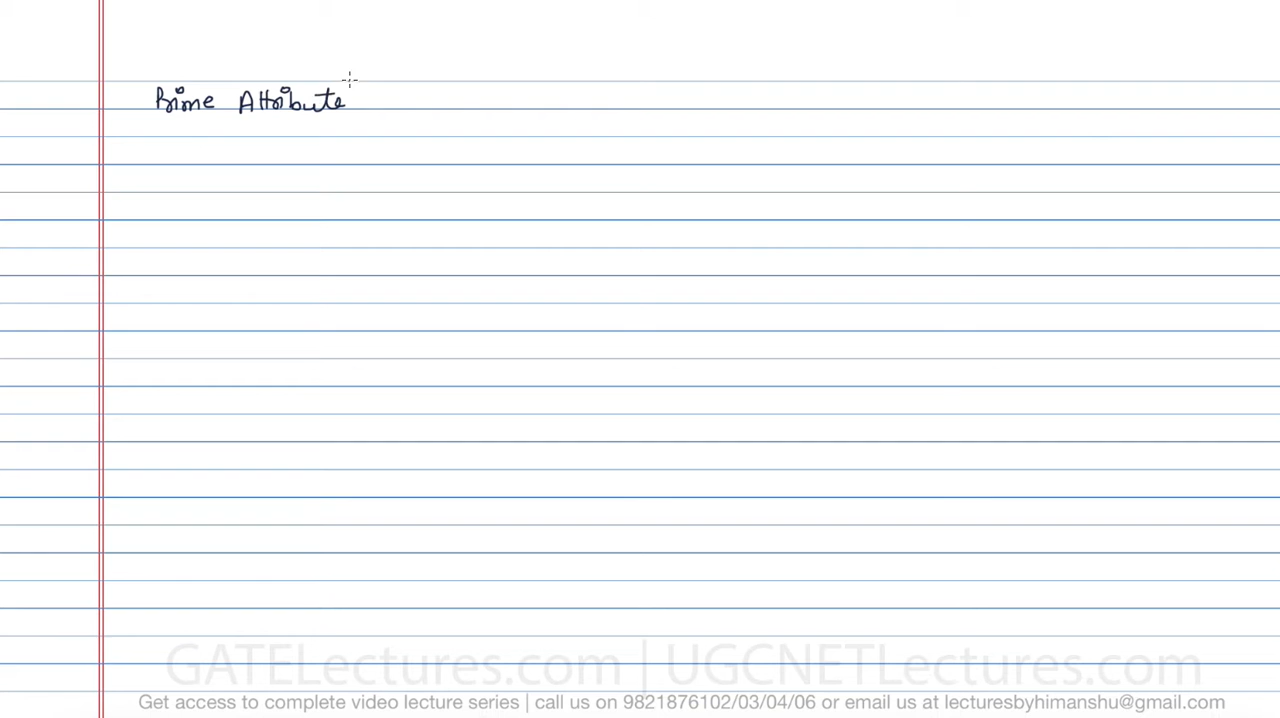 Prime Attribute
GATELectures.com | UGCNETLectures.com
Get access to complete video lecture series | call us on 9821876102/03/04/06 or email us at lecturesbyhimanshu@gmail.com